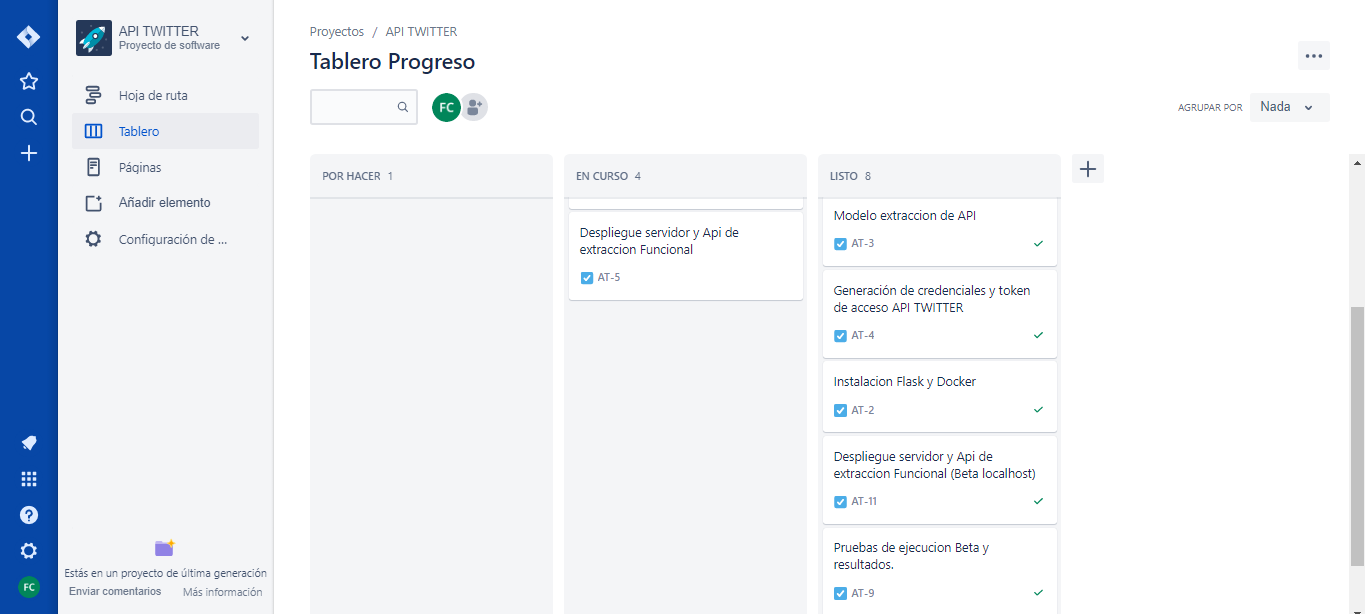 API TWITTER
Proyecto de software
Hoja de ruta
Tablero
Páginas
Añadir elemento
Configuración de ...
Estás en un proyecto de última generación
Enviar comentarios Más información
FC
Proyectos / API TWITTER
Tablero Progreso
FC
AGRUPAR POR Nada
POR HACER 1
EN CURSO 4
Despliegue servidor y Api de
extraccion Funcional
AT-5
LISTO 8
Modelo extraccion de API
AT-3
Generación de credenciales y token
de acceso API TWITTER
AT-4
Instalacion Flask y Docker
AT-2
Despliegue servidor y Api de
extraccion Funcional (Beta localhost)
AT-11
Pruebas de ejecucion Beta y
resultados.
AT-9